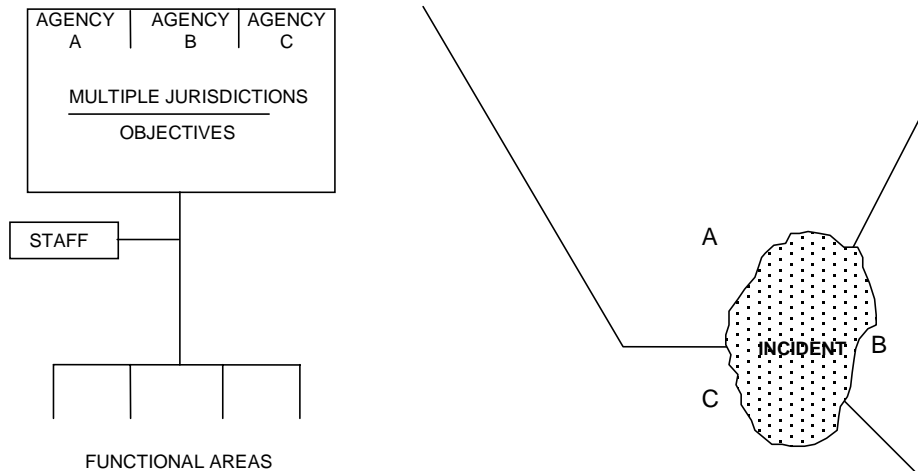 AGENCY AGENCY AGENCY
A B C
MULTIPLE JURISDICTIONS
OBJECTIVES
STAFF
FUNCTIONAL AREAS
A
INCIDENT
B
C